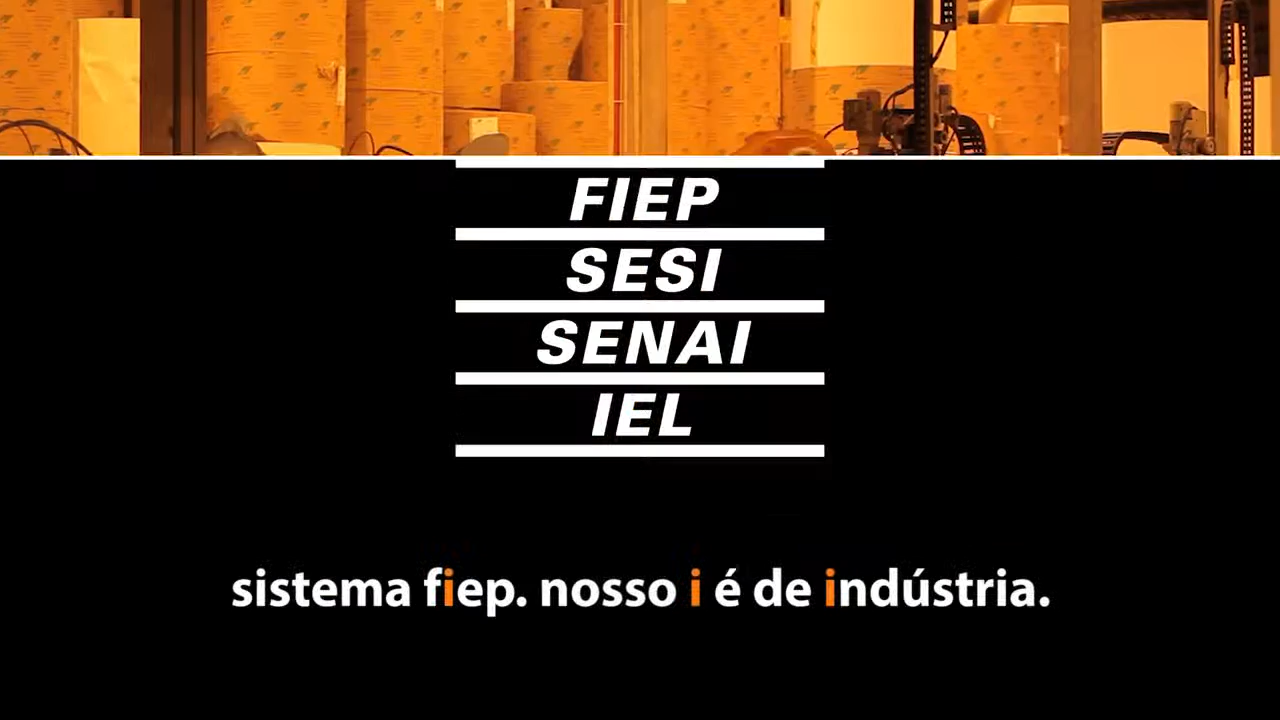 FIEP
SESI
SENAI
IEL
sistema fiep. nosso i é de indústria.